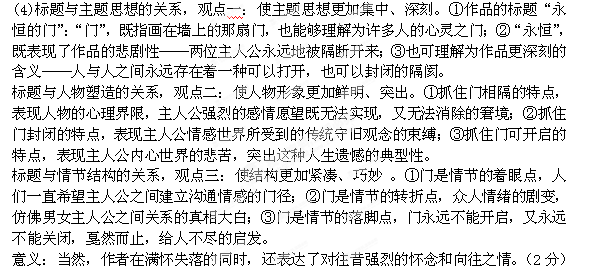 (4)标题与主题思想的关系，观点一：使主题思想更加集中、深刻。①作品的标题“永
恒的门”：“门”，既指画在墙上的那扇门，也能够理解为许多人的心灵之门；②“永恒”，
既表现了作品的悲剧性——两位主人公永远地被隔断开来；③也可理解为作品更深刻的
含义——人与人之间永远存在着一种可以打开，也可以封闭的隔阂。
标题与人物塑造的关系，观点二：使人物形象更加鲜明、突出。①抓住门相隔的特点，
表现人物的心理界限，主人公强烈的感情愿望既无法实现，又无法消除的窘境；②抓住
门封闭的特点，表现主人公情感世界所受到的传统守旧观念的束缚；③抓住门可开启的
特点，表现主人公内心世界的悲苦，突出这种人生遗憾的典型性。
标题与情节结构的关系，观点三：使结构更加紧凑、巧妙 。①门是情节的着眼点，人
们一直希望主人公之间建立沟通情感的门径；②门是情节的转折点，众人情绪的剧变，
仿佛男女主人公之间关系的真相大白；③门是情节的落脚点，门永远不能开启，又永远
不能关闭，戛然而止，给人不尽的启发。
意义：当然，作者在满怀失落的同时，还表达了对往昔强烈的怀念和向往之情。(2 分)